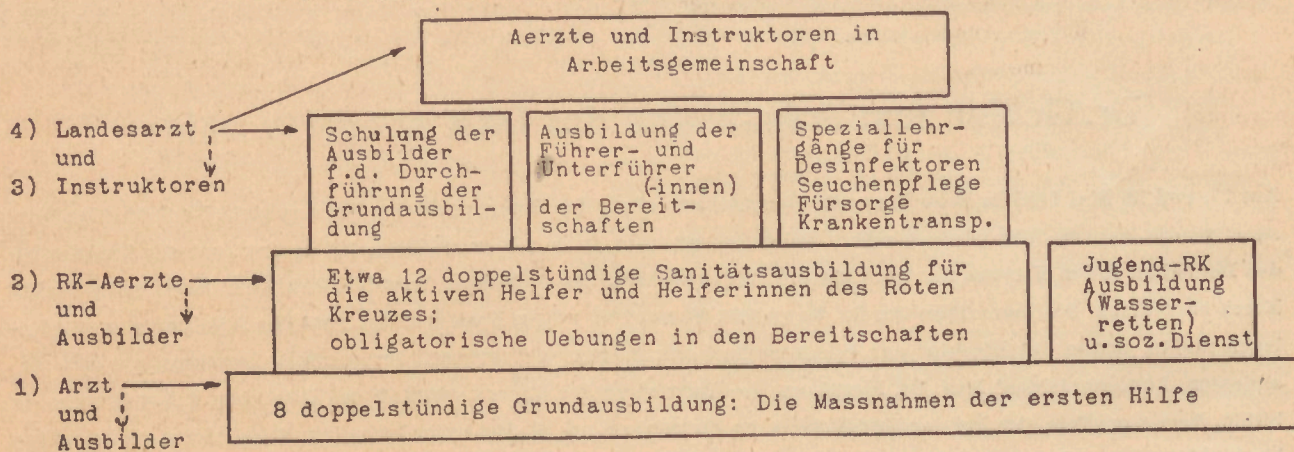 Aerzte und Instruktoren in
Arbeitsgemeinschaft
4) Landesarzt
und
3) Instruktoren
Schulung der
Ausbilder
f.d. Durch-
führung der
Grundausbil-
dung
Ausbildung der
Führer- und
Unterführer
(-innen)
der Bereit-
schaften
Speziallehr-
gänge für
Desinfektoren
Seuchenpflege
Fürsorge
Krankentransp.
2) RK-Aerzte
und
Ausbilder
Etwa 12 doppelstündige Sanitätsausbildung für
die aktiven Helfer und Helferinnen des Roten
Kreuzes;
obligatorische Uebungen in den Bereitschaften
Jugend-RK
Ausbildung
(Wasser-
retten)
u.soz.Dienst
1) Arzt
und
Ausbilder
8 doppelstündige Grundausbildung: Die Massnahmen der ersten Hilfe